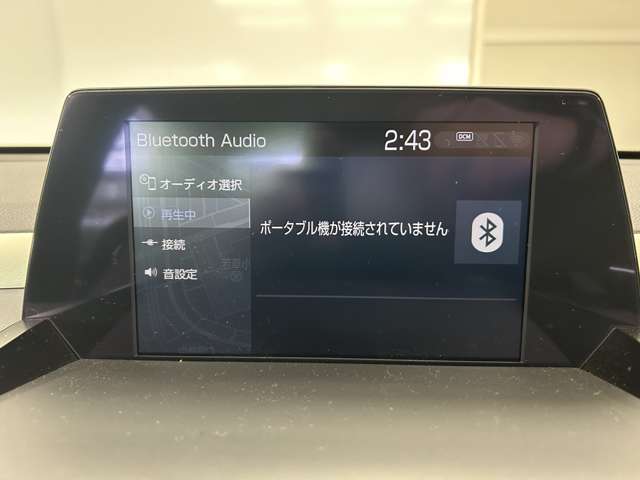 Bluetooth Audio
2:43
DCM
オーディオ選択
再生中
接続
音設定
ポータブル機が接続されていません